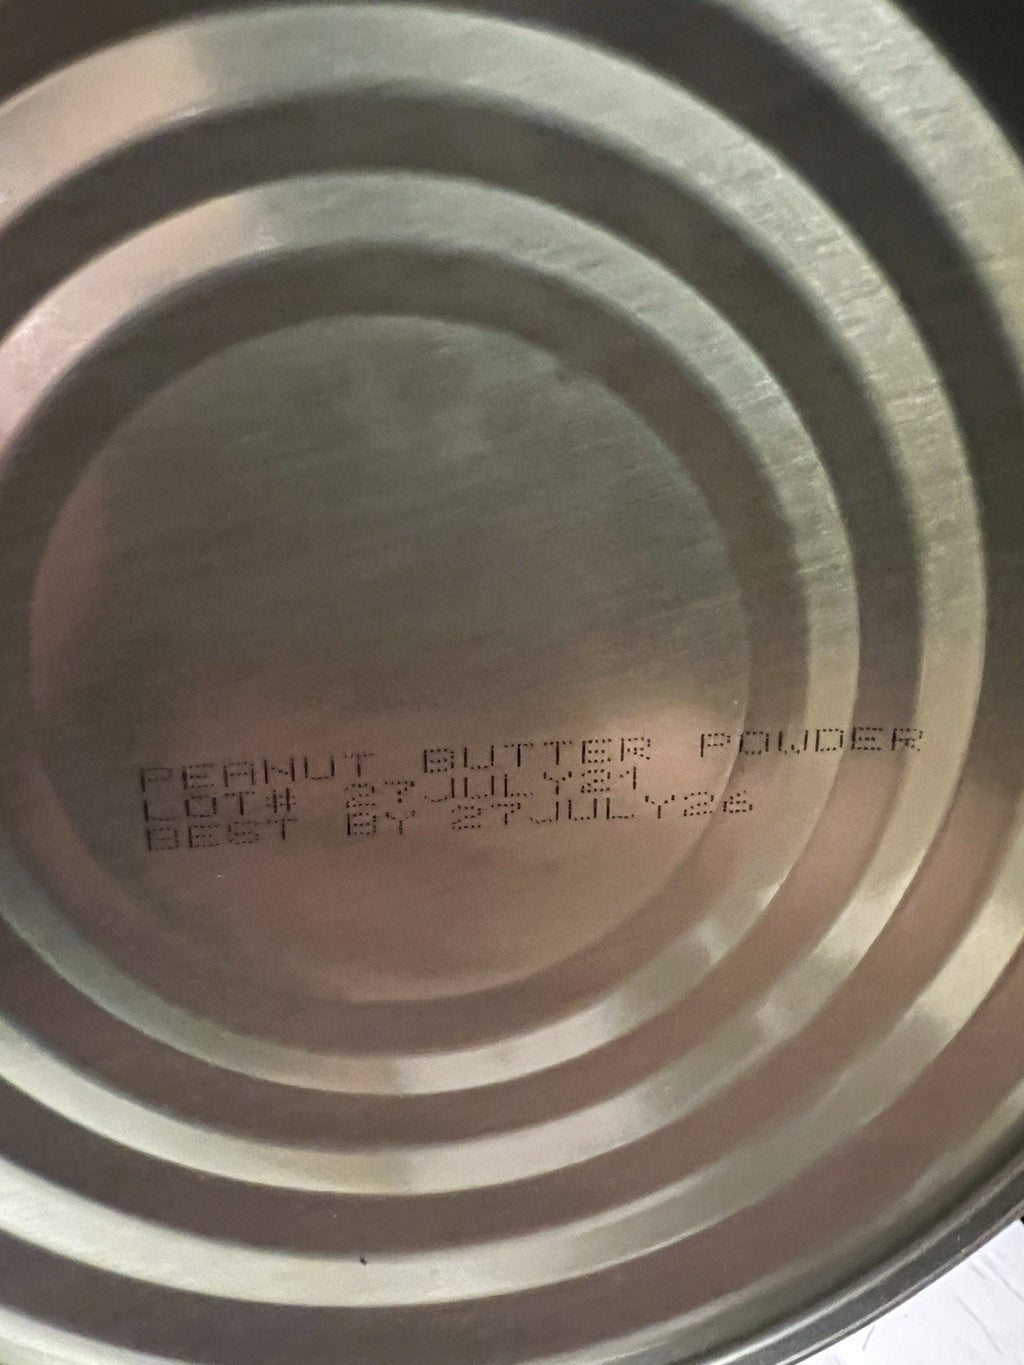 PEANUT BUTTER POWDER
LOT# 27JULY21
BEST BY 27JULY26